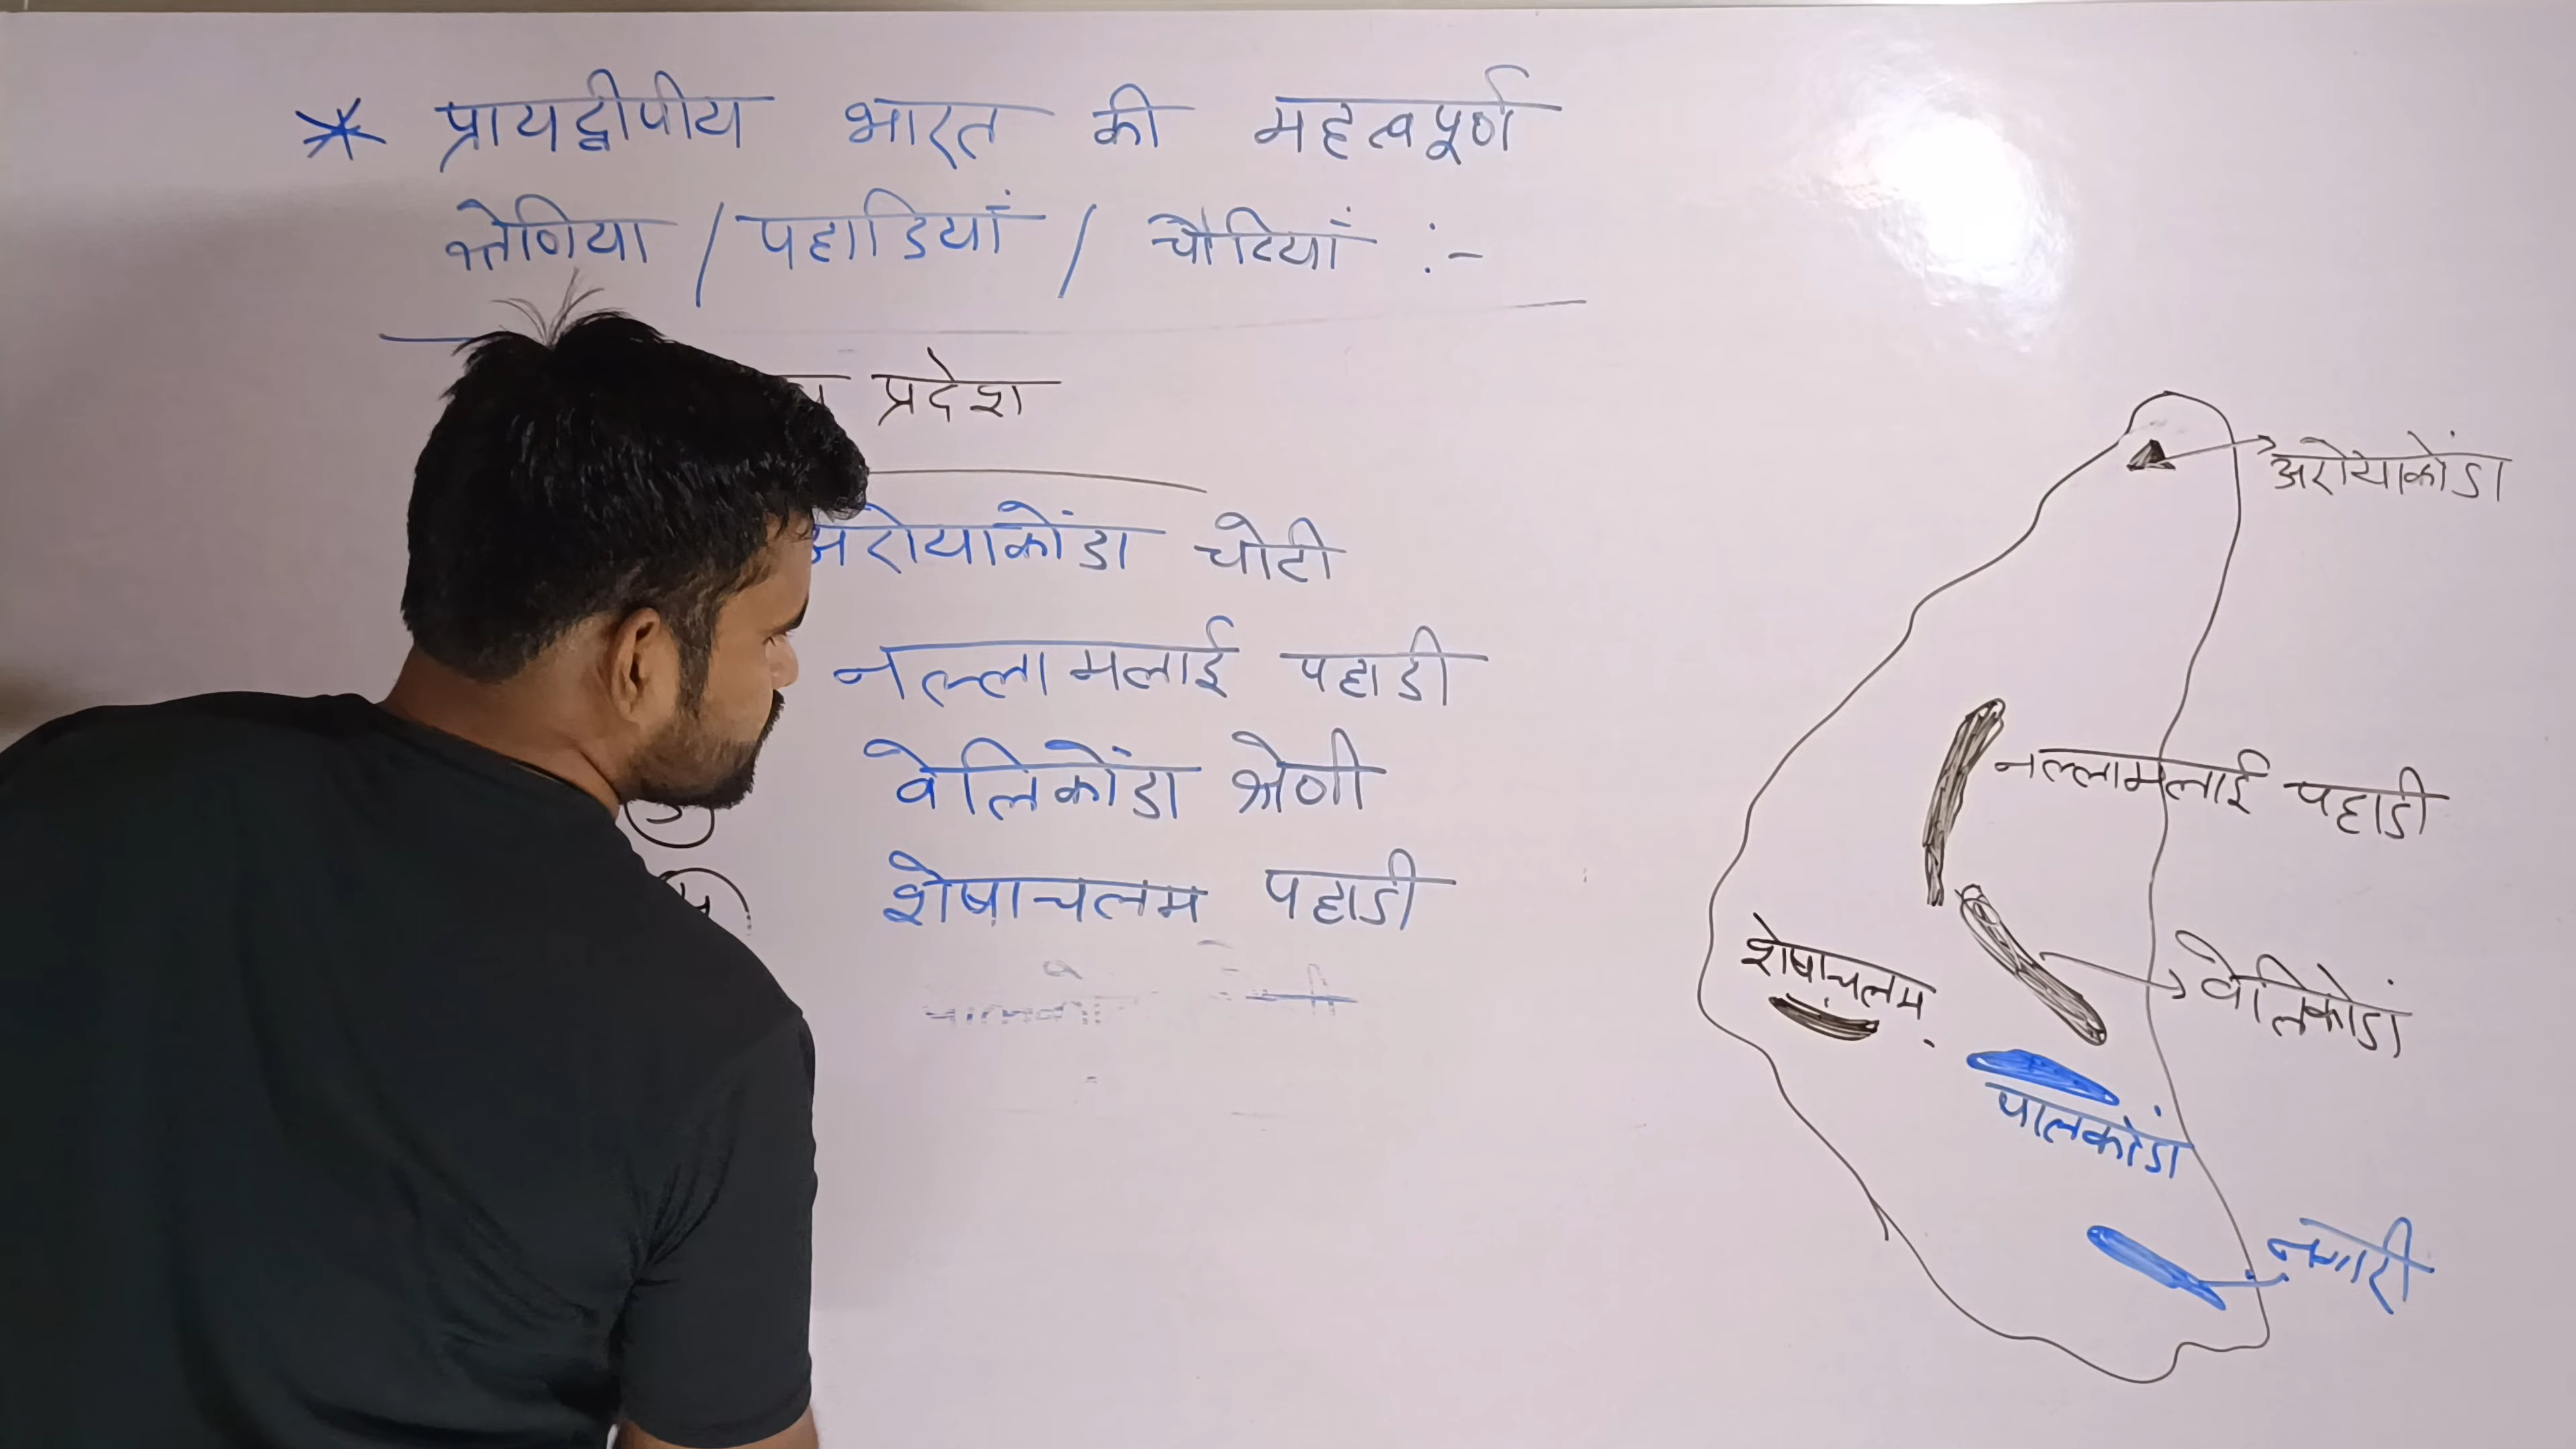 * प्रायद्वीपीय भारत की महत्वपूर्ण
श्रेणिया / पहाडियाँ / चौटियाँ :-
प्रदेश
अरोयाकोंडा चोटी
नल्लामलाई पहाडी
वेलिकोंडा श्रेणी
शेषाचलम पहाडी
अरोयाकोंडा
नल्लामलाई पहाडी
शेषाचलम
वेलिकोंडा
पालकोंडा
नगारी